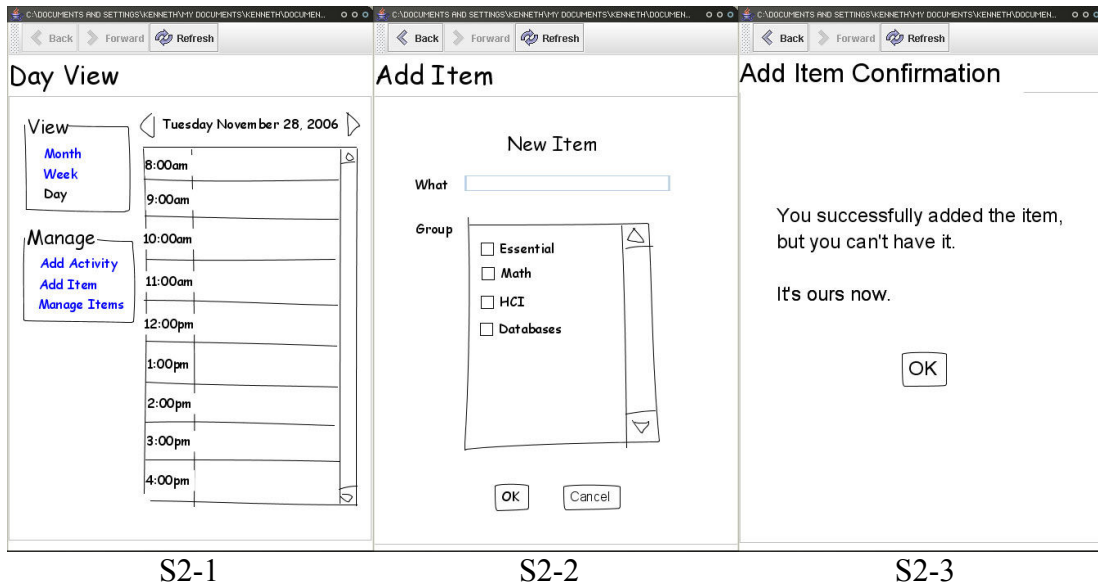 C:\DOCUMENTS AND SETTINGS\KENNETH\MY DOCUMENTS\KENNETH\DOCUMEN...
Back Forward Refresh
Day View
View
Month
Week
Day
Manage
Add Activity
Add Item
Manage Items
Tuesday November 28, 2006
8:00am
9:00am
10:00am
11:00am
12:00pm
1:00pm
2:00pm
3:00pm
4:00pm
S2-1
C:\DOCUMENTS AND SETTINGS\KENNETH\MY DOCUMENTS\KENNETH\DOCUMEN...
Back Forward Refresh
Add Item
New Item
What
Group
Essential
Math
HCI
Databases
OK Cancel
S2-2
C:\DOCUMENTS AND SETTINGS\KENNETH\MY DOCUMENTS\KENNETH\DOCUMEN...
Back Forward Refresh
Add Item Confirmation
You successfully added the item,
but you can't have it.
It's ours now.
OK
S2-3